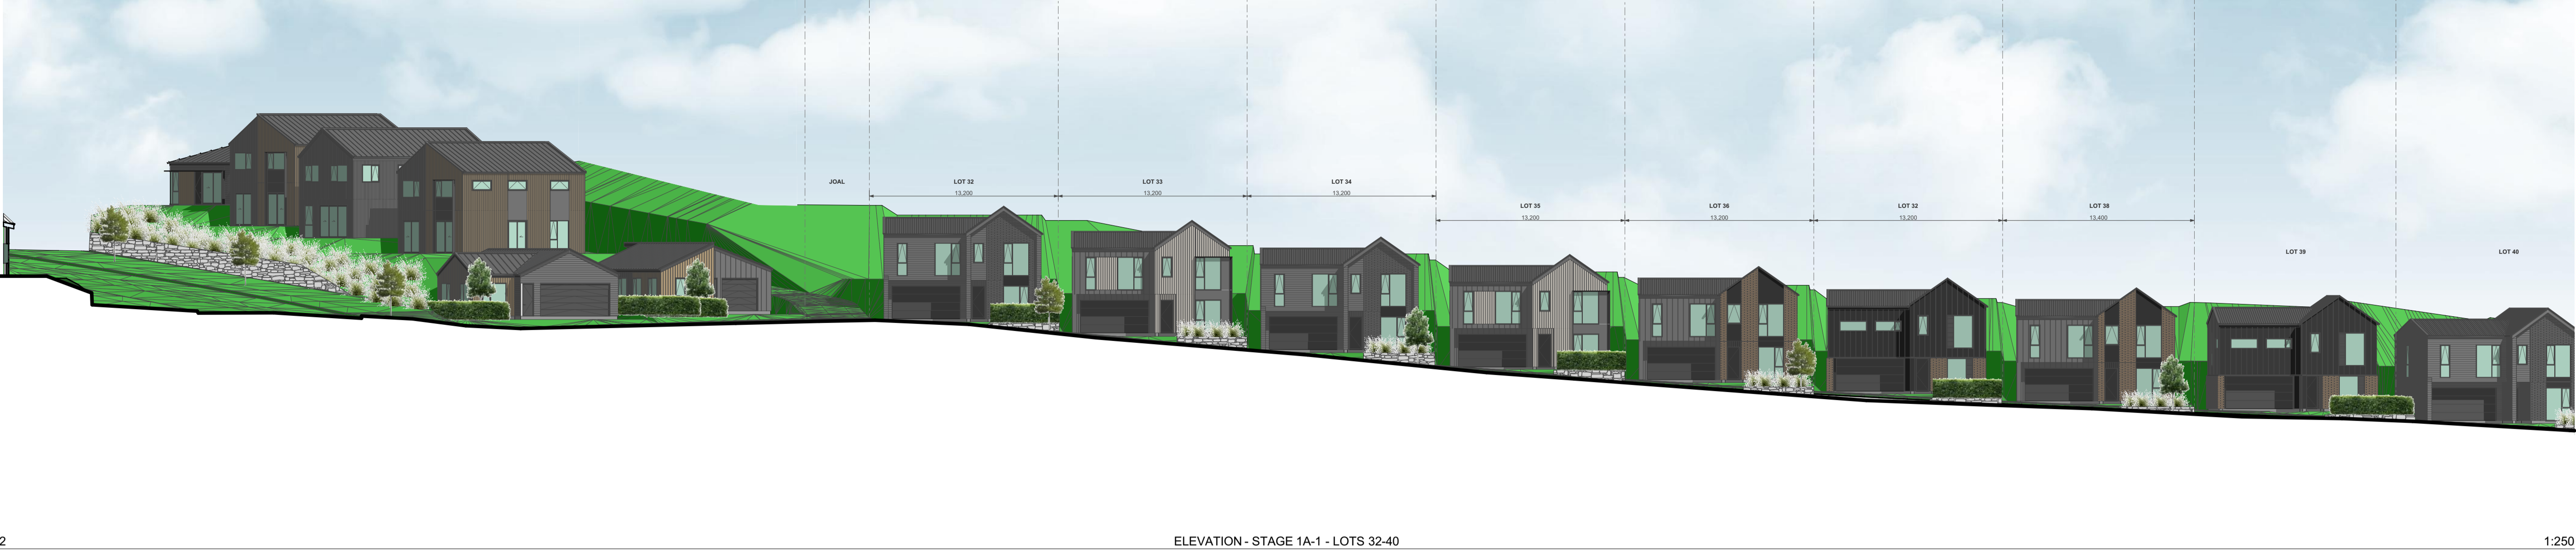 JOAL
LOT 32
13,200
LOT 33
13,200
LOT 34
13,200
LOT 35
13,200
LOT 36
13,200
LOT 32
13,200
LOT 38
13,400
LOT 39
LOT 40
2
ELEVATION - STAGE 1A-1 - LOTS 32-40
1:250